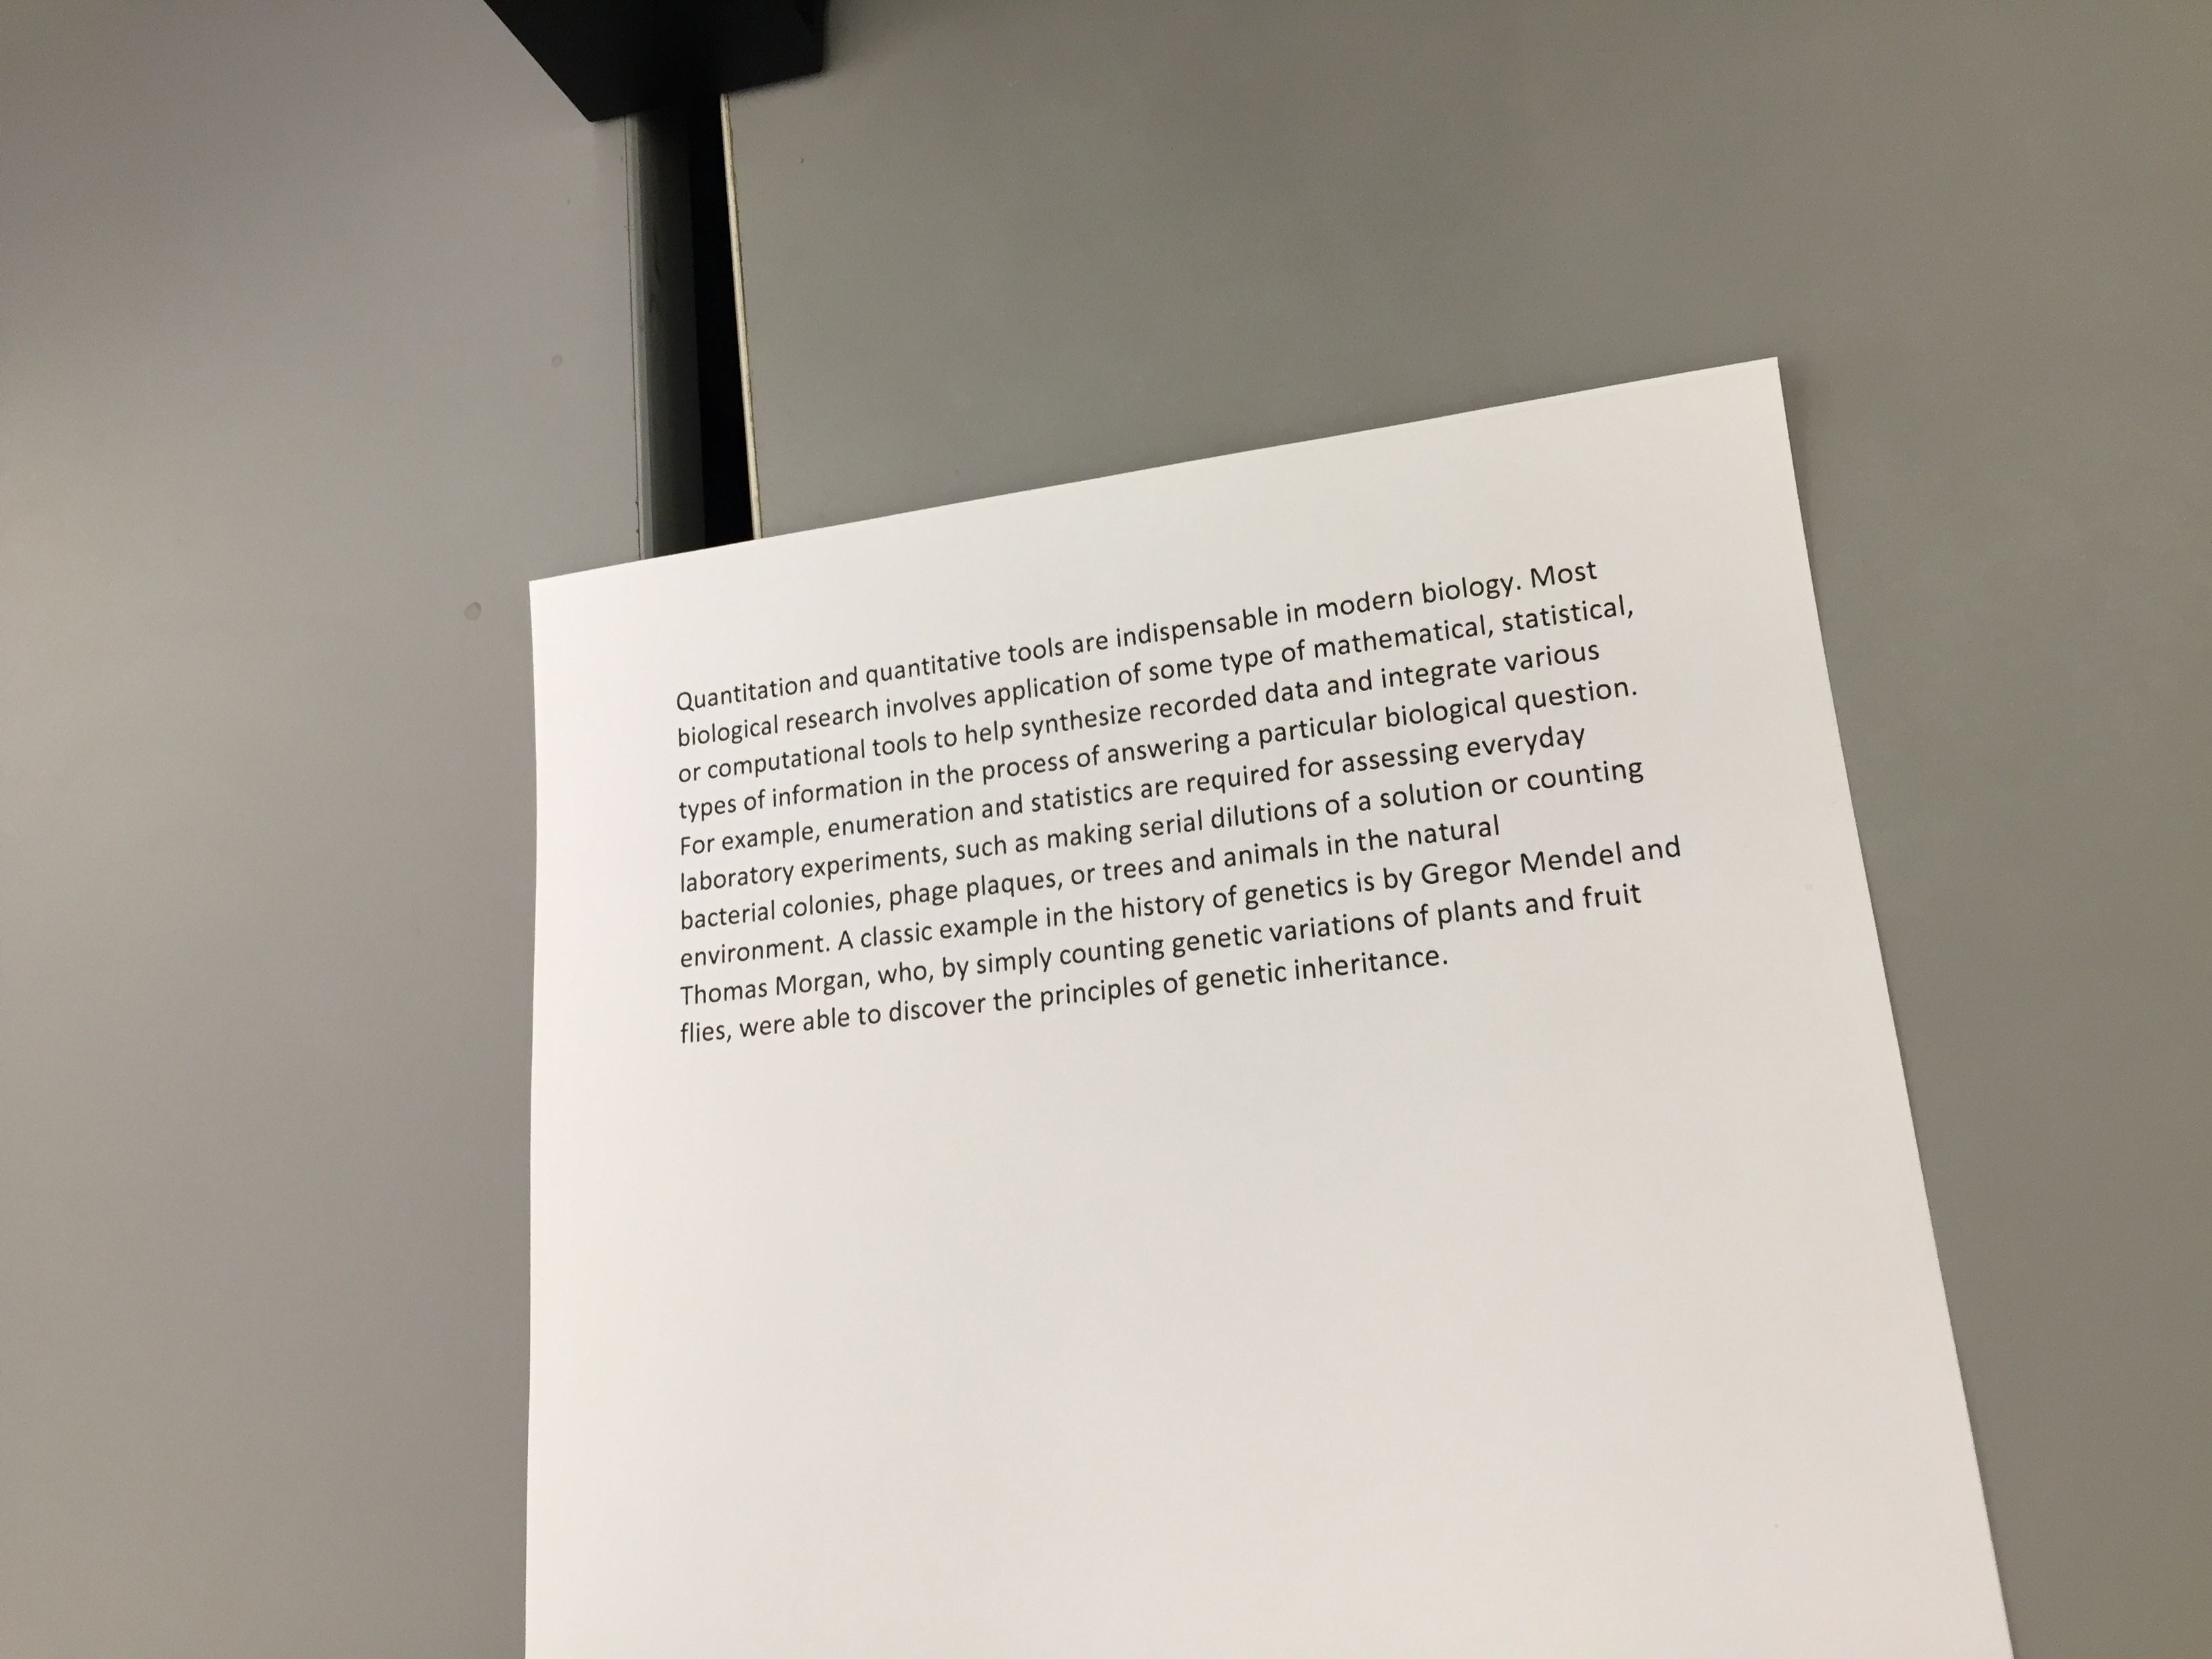 Quantitation and quantitative tools are indispensable in modern biology. Most
biological research involves application of some type of mathematical, statistical,
or computational tools to help synthesize recorded data and integrate various
types of information in the process of answering a particular biological question.
For example, enumeration and statistics are required for assessing everyday
laboratory experiments, such as making serial dilutions of a solution or counting
bacterial colonies, phage plaques, or trees and animals in the natural
environment. A classic example in the history of genetics is by Gregor Mendel and
Thomas Morgan, who, by simply counting genetic variations of plants and fruit
flies, were able to discover the principles of genetic inheritance.